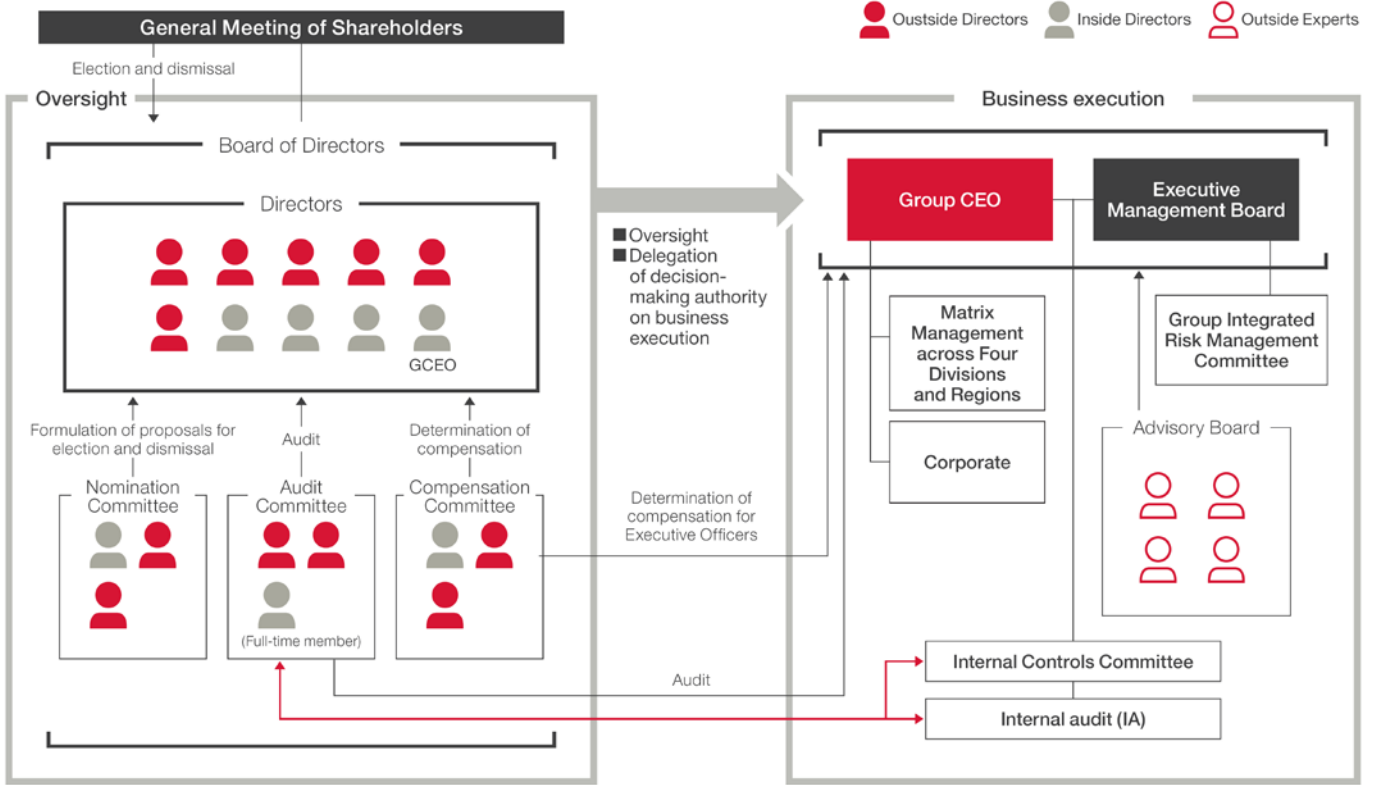 General Meeting of Shareholders
Oustside Directors
Inside Directors
Outside Experts
Election and dismissal
Oversight
Business execution
Board of Directors
Directors
GCEO
Oversight
Delegation
of decision-
making authority
on business
execution
Group CEO
Executive
Management Board
Matrix
Management
across Four
Divisions
and Regions
Group Integrated
Risk Management
Committee
Corporate
Advisory Board
Formulation of proposals for
election and dismissal
Audit
Determination of
compensation
Nomination
Committee
Audit
Committee
(Full-time member)
Compensation
Committee
Determination of
compensation for
Executive Officers
Audit
Internal Controls Committee
Internal audit (IA)